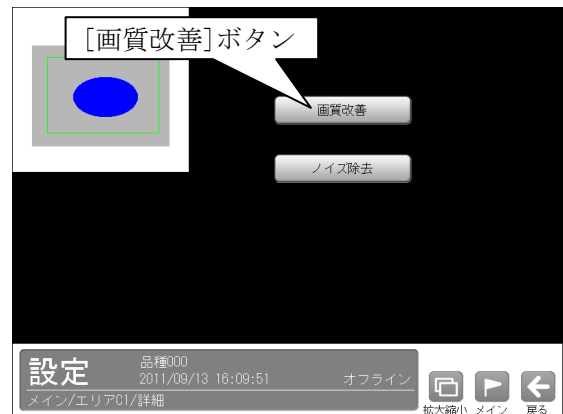 [画質改善]ボタン
画質改善
ノイズ除去
設定
品種000
2011/09/13 16:09:51
オフライン
メイン/エリアC1/詳細
拡大縮小
メイン
戻る